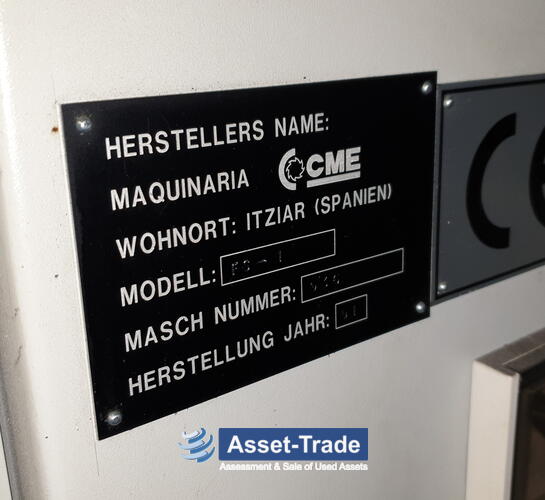 HERSTELLERS NAME:
MAQUINARIA CME
WOHNORT: ITZIAR (SPANIEN)
MODELL:
MASCH NUMMER:
HERSTELLUNG JAHR:
CE
Asset-Trade
Assessment & Sale of Used Assets